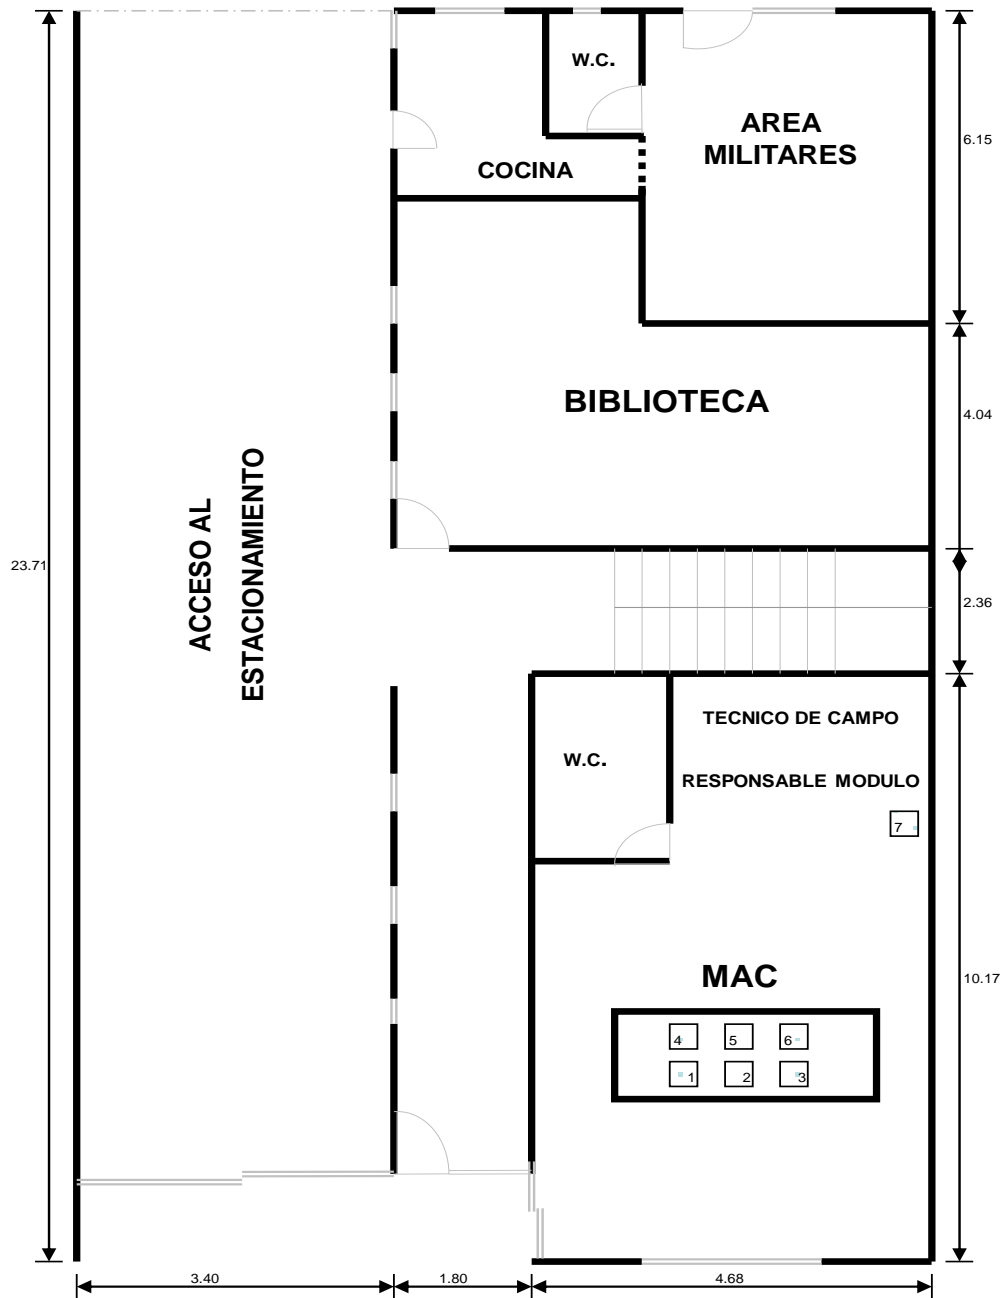 W.C.
AREA
MILITARES
6.15
COCINA
BIBLIOTECA
4.04
ACCESO AL
ESTACIONAMIENTO
23.71
2.36
TECNICO DE CAMPO
W.C.
RESPONSABLE MODULO
7
MAC
10.17
4 5 6
1 2 3
3.40 1.80 4.68